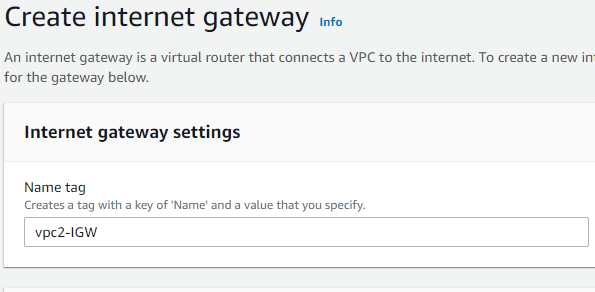 Create internet gateway Info
An internet gateway is a virtual router that connects a VPC to the internet. To create a new
for the gateway below.
Internet gateway settings
Name tag
Creates a tag with a key of 'Name' and a value that you specify.
vpc2-IGW